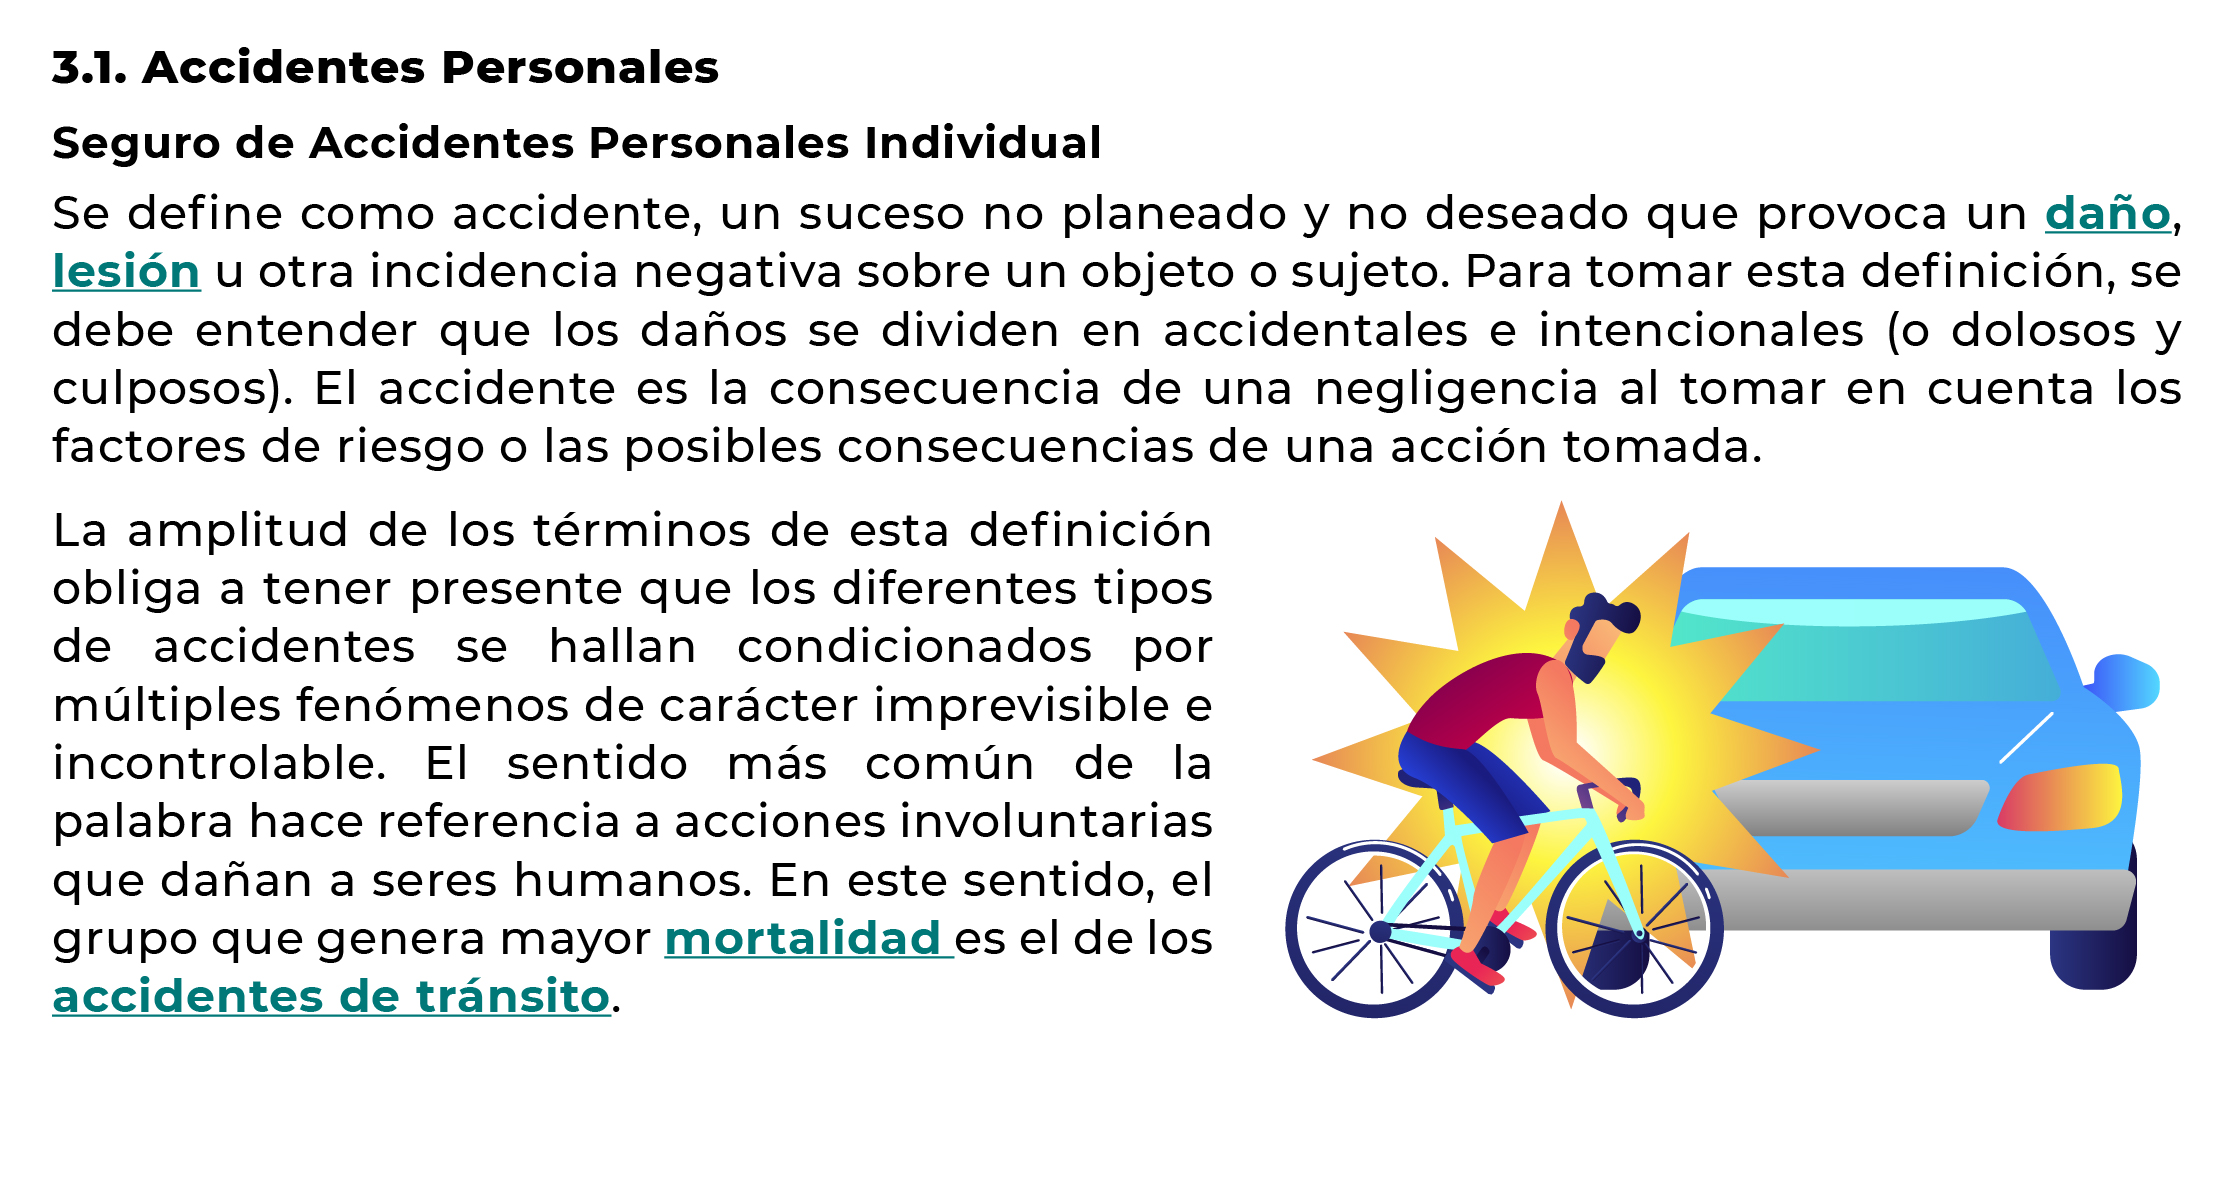 3.1. Accidentes Personales
Seguro de Accidentes Personales Individual
Se define como accidente, un suceso no planeado y no deseado que provoca un daño,
lesión u otra incidencia negativa sobre un objeto o sujeto. Para tomar esta definición, se
debe entender que los daños se dividen en accidentales e intencionales (o dolosos y
culposos). El accidente es la consecuencia de una negligencia al tomar en cuenta los
factores de riesgo o las posibles consecuencias de una acción tomada.
La amplitud de los términos de esta definición
obliga a tener presente que los diferentes tipos
de accidentes se hallan condicionados por
múltiples fenómenos de carácter imprevisible e
incontrolable. El sentido más común de la
palabra hace referencia a acciones involuntarias
que dañan a seres humanos. En este sentido, el
grupo que genera mayor mortalidad es el de los
accidentes de tránsito.